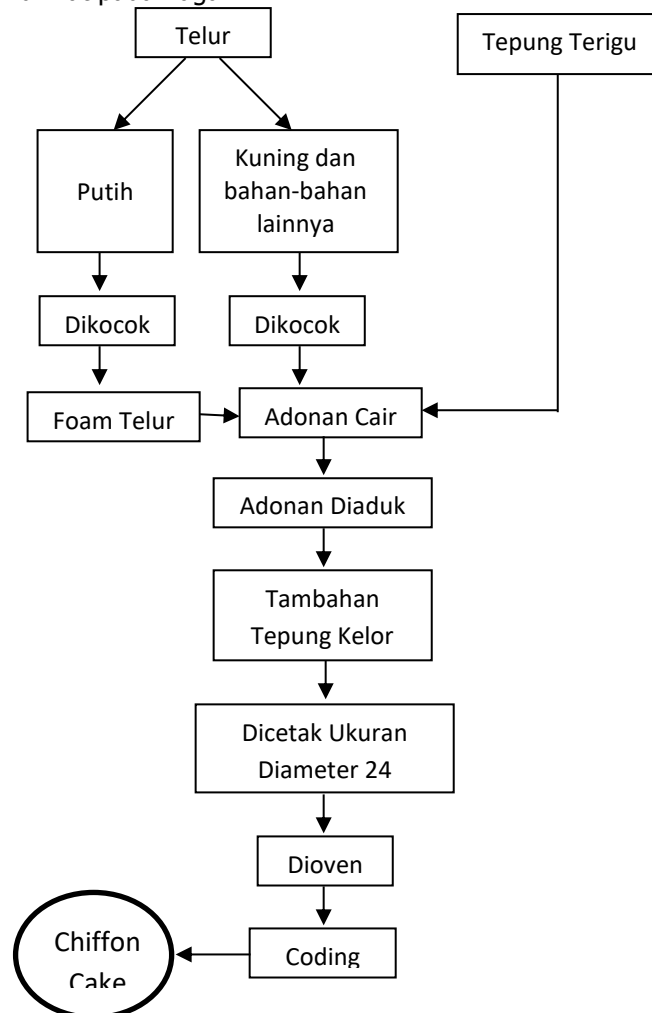 Telur
Tepung Terigu
Putih
Kuning dan
bahan-bahan
lainnya
Dikocok
Dikocok
Foam Telur
Adonan Cair
Adonan Diaduk
Tambahan
Tepung Kelor
Dicetak Ukuran
Diameter 24
Dioven
Coding
Chiffon
Cake